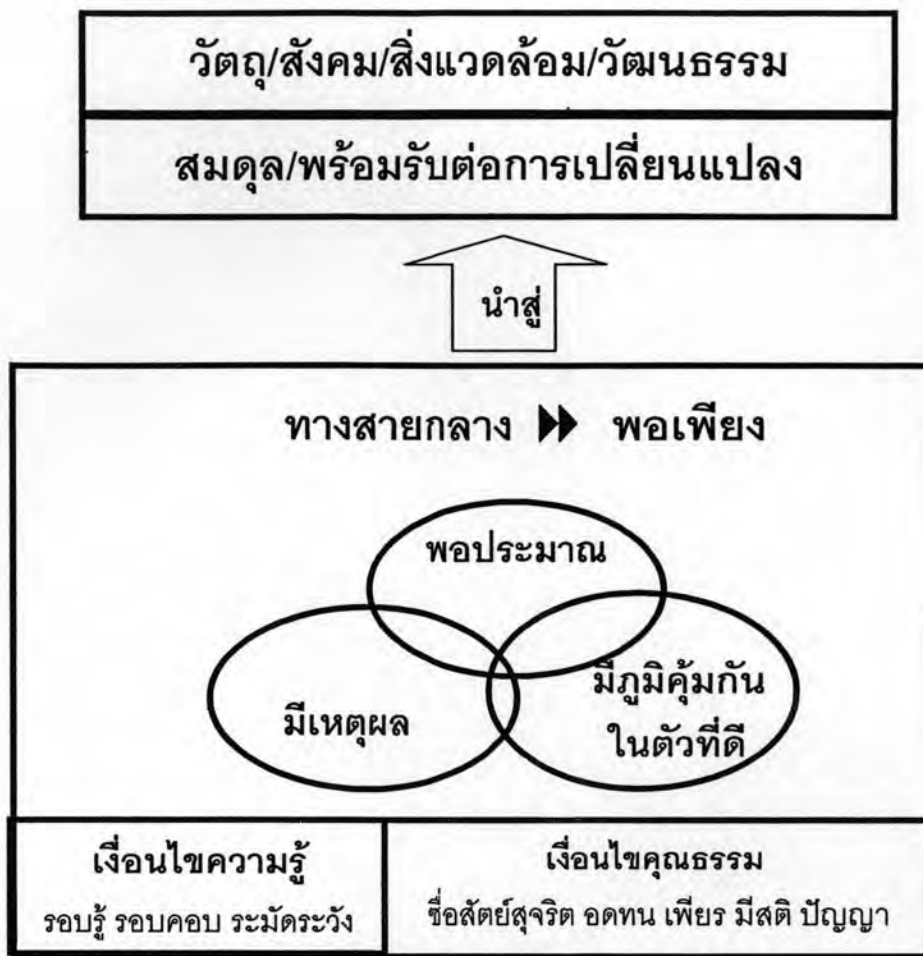 วัตถุ/สังคม/สิ่งแวดล้อม/วัฒนธรรม
สมดุล/พร้อมรับต่อการเปลี่ยนแปลง
นำสู่
ทางสายกลาง พอเพียง
พอประมาณ
มีเหตุผล
มีภูมิคุ้มกัน
ในตัวที่ดี
เงื่อนไขความรู้
รอบรู้ รอบคอบ ระมัดระวัง
เงื่อนไขคุณธรรม
ซื่อสัตย์สุจริต อดทน เพียร มีสติ ปัญญา